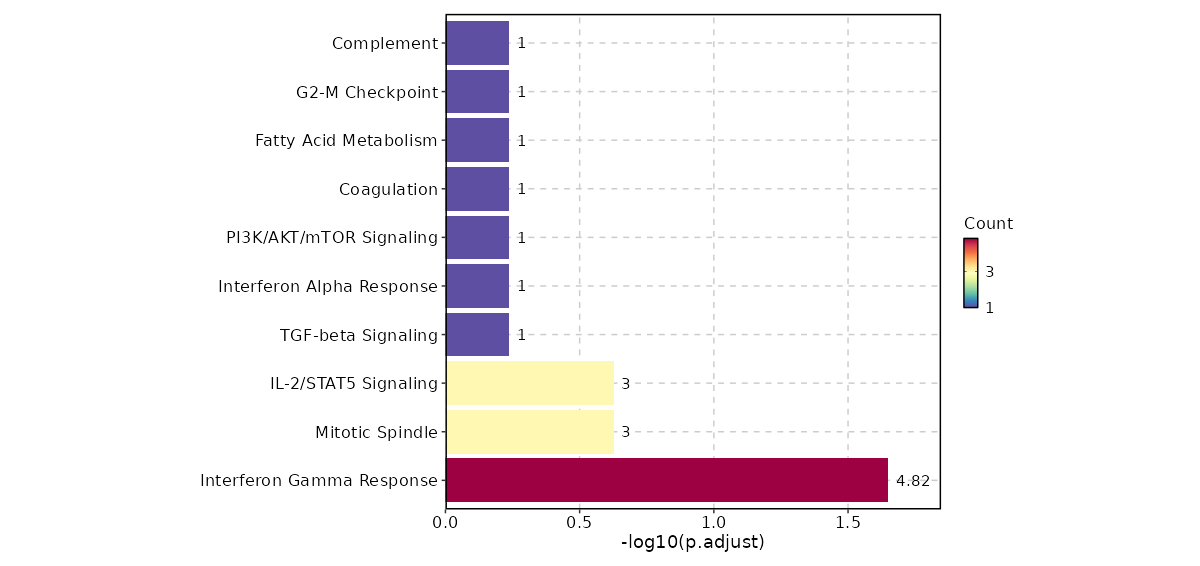 Complement 1
G2-M Checkpoint 1
Fatty Acid Metabolism 1
Coagulation 1
PI3K/AKT/mTOR Signaling 1
Interferon Alpha Response 1
TGF-beta Signaling 1
IL-2/STAT5 Signaling 3
Mitotic Spindle 3
Interferon Gamma Response 4.82
0.0 0.5 1.0 1.5
-log10(p.adjust)
Count
3
1